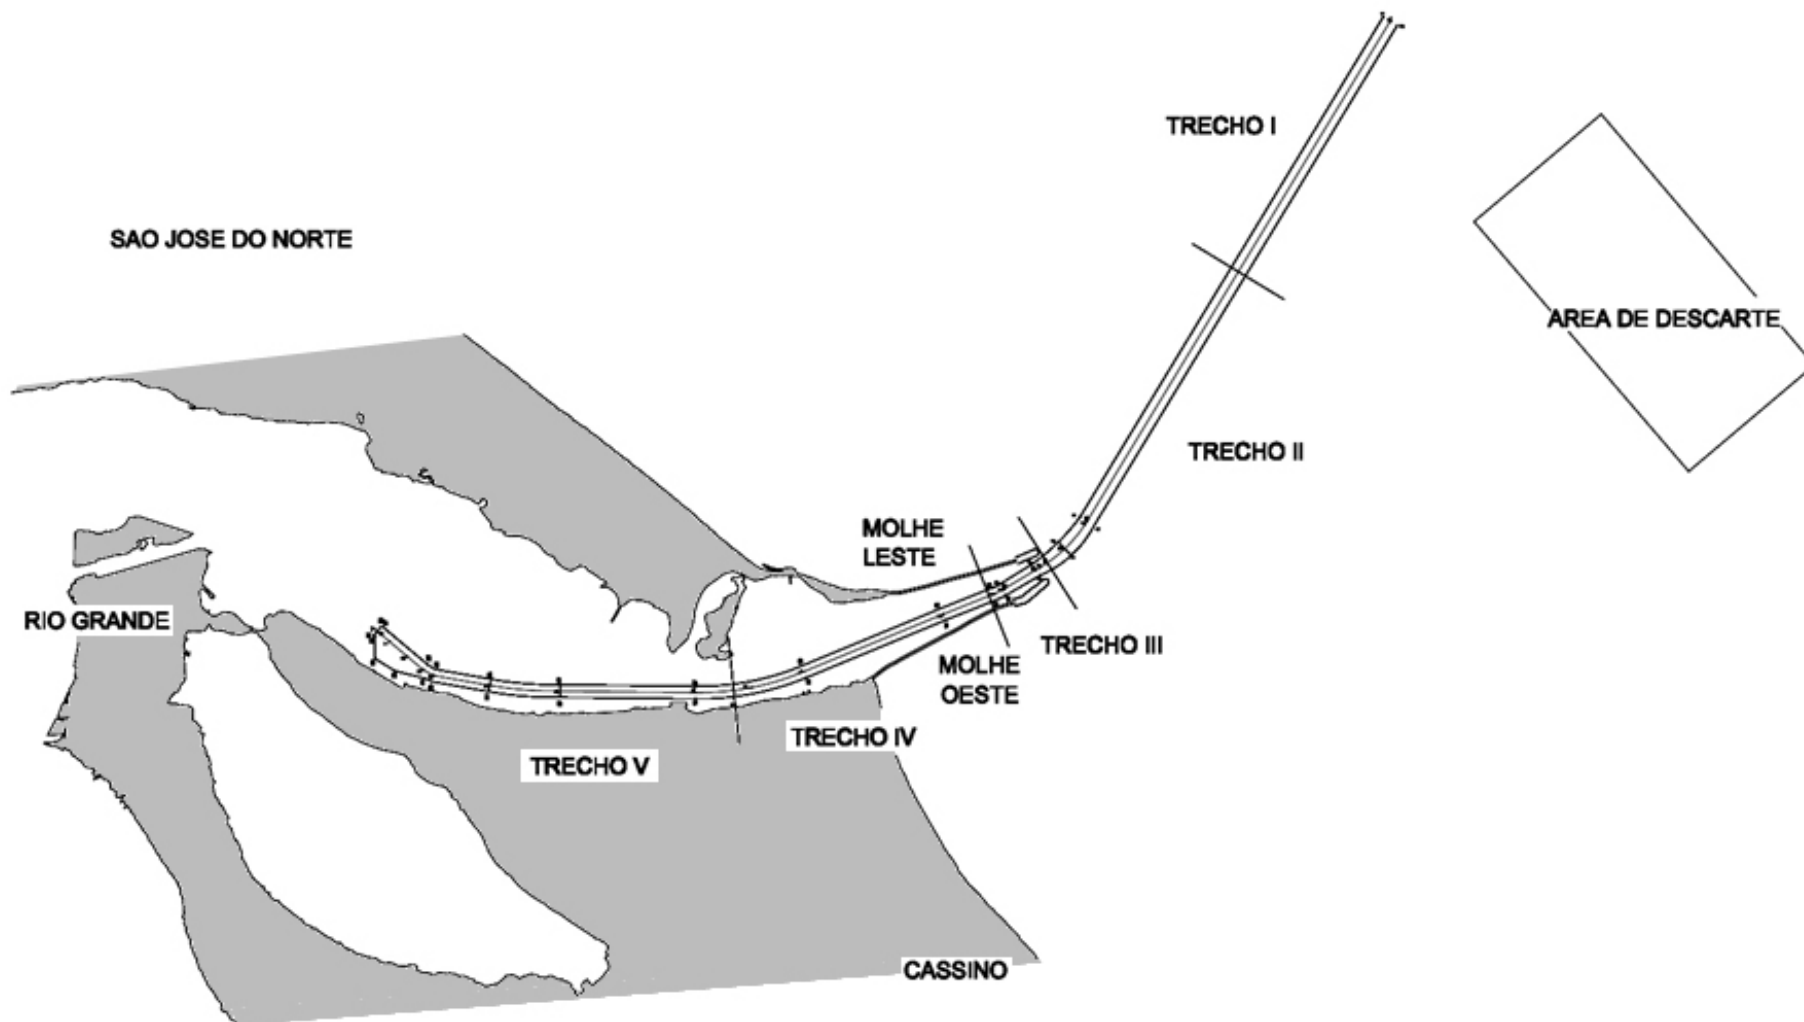 TRECHO I
SAO JOSE DO NORTE
AREA DE DESCARTE
TRECHO II
MOLHE
LESTE
RIO GRANDE
TRECHO III
MOLHE
OESTE
TRECHO IV
TRECHO V
CASSINO